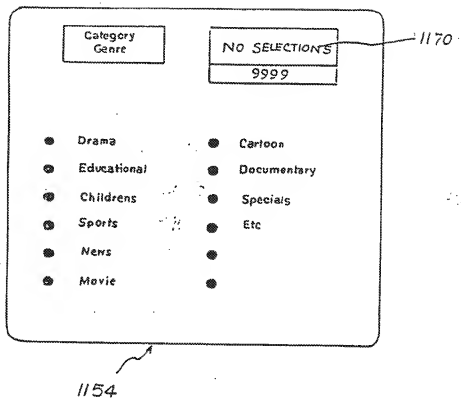 Category
Genre
NO SELECTIONS
1170
9999
Drama
Educational
Childrens
Sports
News
Movie
Cartoon
Documentary
Specials
Etc
1154